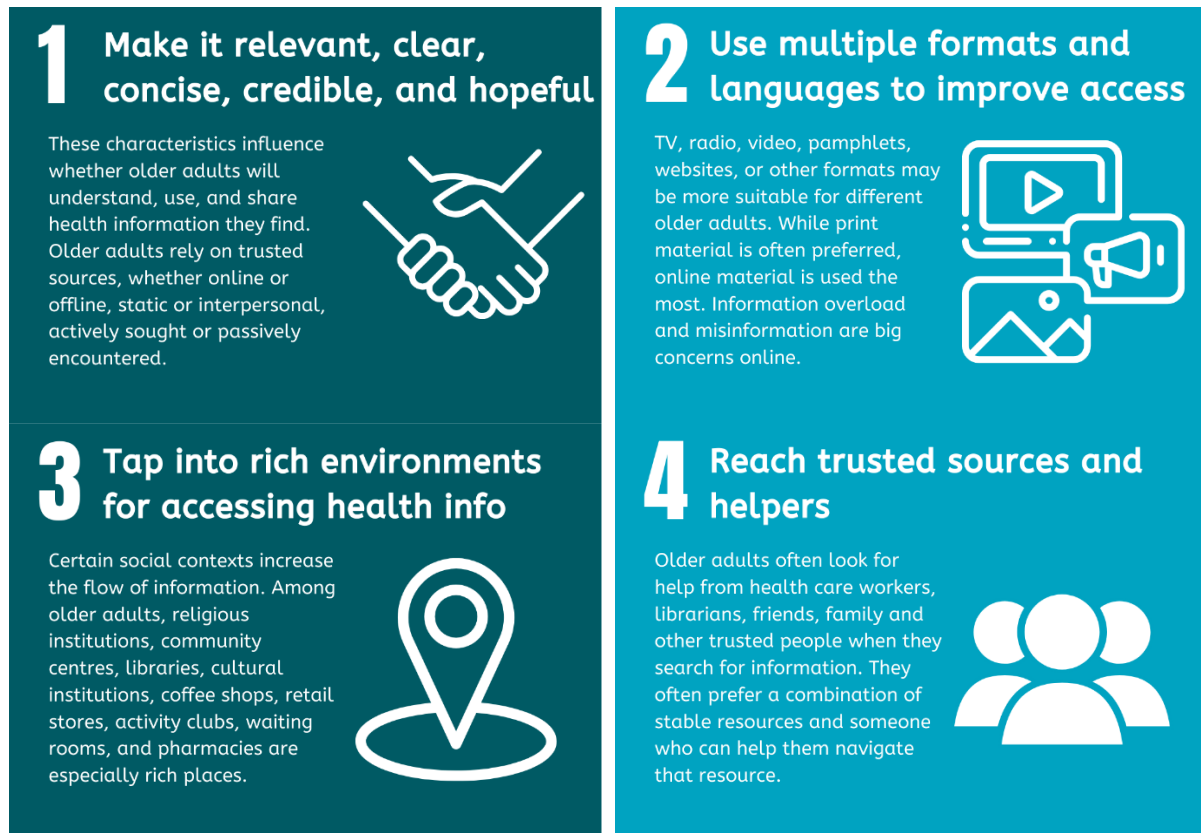 1
Make it relevant, clear,
concise, credible, and hopeful
These characteristics influence
whether older adults will
understand, use, and share
health information they find.
Older adults rely on trusted
sources, whether online or
offline, static or interpersonal,
actively sought or passively
encountered.
2
Use multiple formats and
languages to improve access
TV, radio, video, pamphlets,
websites, or other formats may
be more suitable for different
older adults. While print
material is often preferred,
online material is used the
most. Information overload
and misinformation are big
concerns online.
3
Tap into rich environments
for accessing health info
Certain social contexts increase
the flow of information. Among
older adults, religious
institutions, community
centres, libraries, cultural
institutions, coffee shops, retail
stores, activity clubs, waiting
rooms, and pharmacies are
especially rich places.
4
Reach trusted sources and
helpers
Older adults often look for
help from health care workers,
librarians, friends, family and
other trusted people when they
search for information. They
often prefer a combination of
stable resources and someone
who can help them navigate
that resource.